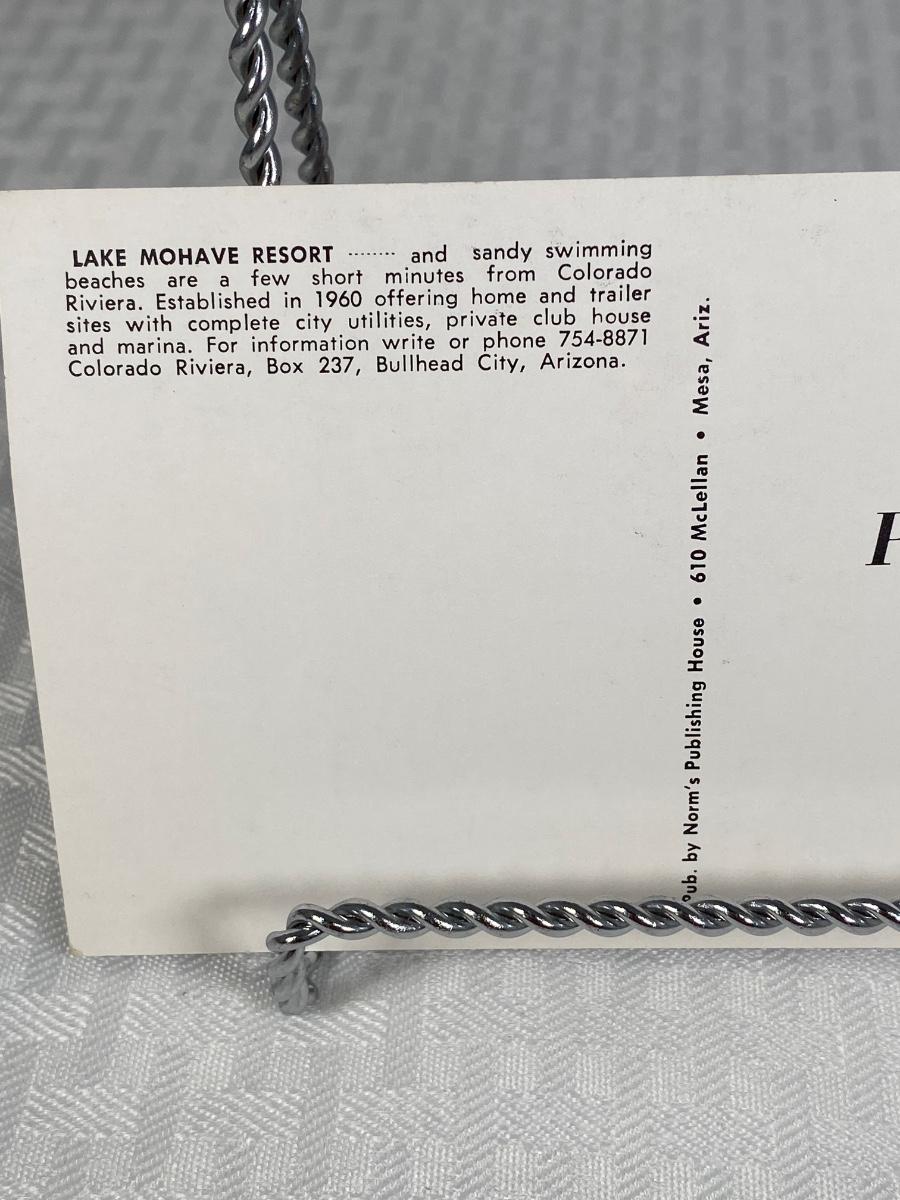 LAKE MOHAVE RESORT ········ and sandy swimming
beaches are a few short minutes from Colorado
Riviera. Established in 1960 offering home and trailer
sites with complete city utilities, private club house
and marina. For information write or phone 754-8871
Colorado Riviera, Box 237, Bullhead City, Arizona.
Pub. by Norm's Publishing House • 610 McLellan • Mesa, Ariz.